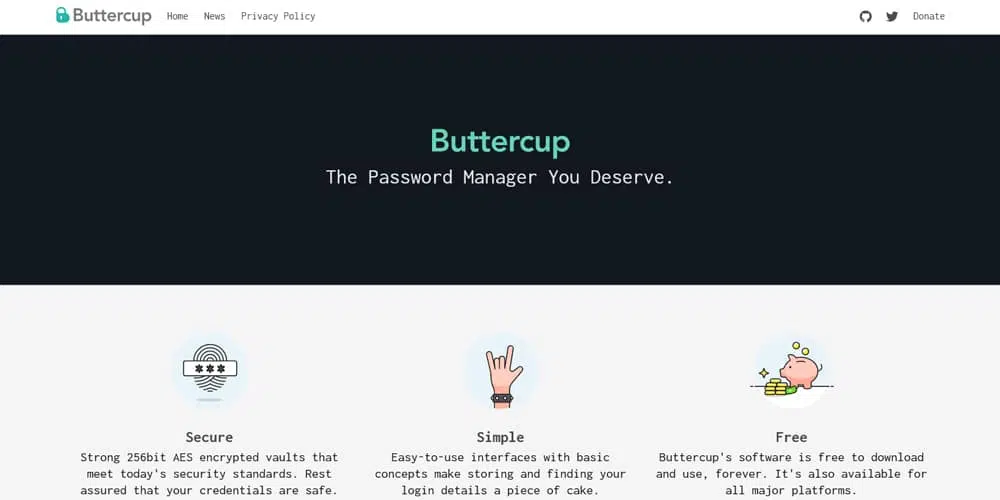 Buttercup Home News Privacy Policy Donate
Buttercup
The Password Manager You Deserve.
***
Secure
Strong 256bit AES encrypted vaults that
meet today's security standards. Rest
assured that your credentials are safe.
Simple
Easy-to-use interfaces with basic
concepts make storing and finding your
login details a piece of cake.
Free
Buttercup's software is free to download
and use, forever. It's also available for
all major platforms.